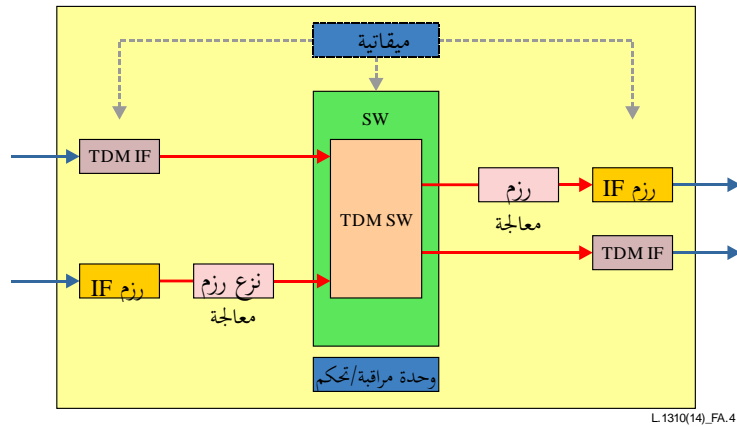 ميقاتية
SW
TDM IF
TDM SW
رزم
معالجة
رزم IF
TDM IF
رزم IF
نزع رزم
معالجة
وحدة مراقبة/تحكم
L.1310(14)_FA.4